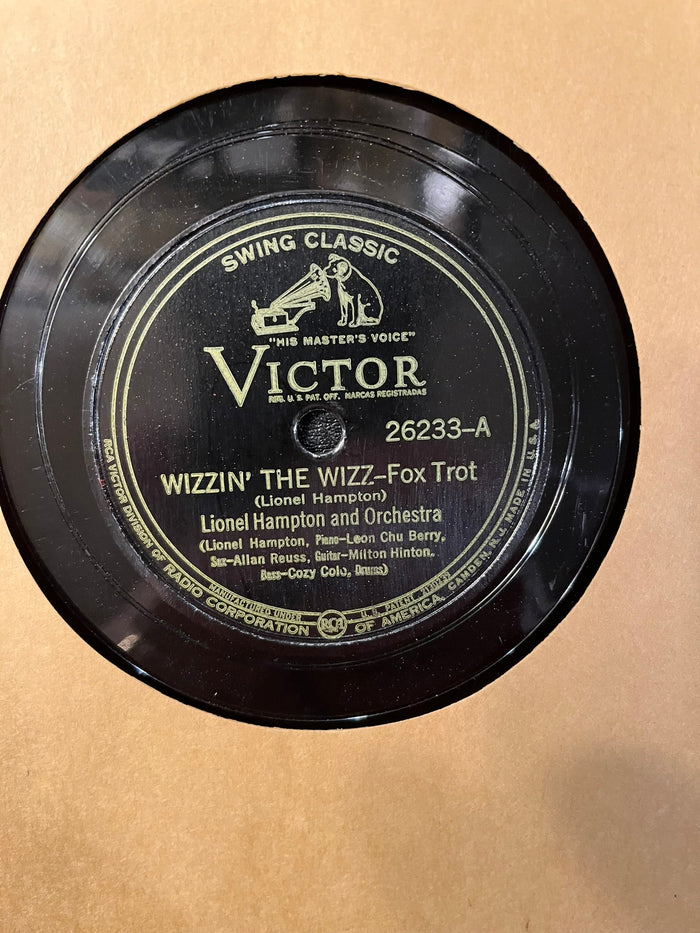 SWING CLASSIC
"HIS MASTER'S VOICE"
VICTOR
REG. U. S. PAT. OFF. MARCAS REGISTRADAS
26233-A
WIZZIN' THE WIZZ-Fox Trot
(Lionel Hampton)
Lionel Hampton and Orchestra
(Lionel Hampton, Piano-Leon Chu Berry,
Sax-Allan Reuss, Guitar-Milton Hinton,
Bass-Cozy Cole, Drums)
MANUFACTURED UNDER U. S. PATENT
RCA VICTOR DIVISION OF RADIO CORPORATION RCA OF AMERICA, CAMDEN, N. J. MADE IN U. S. A.